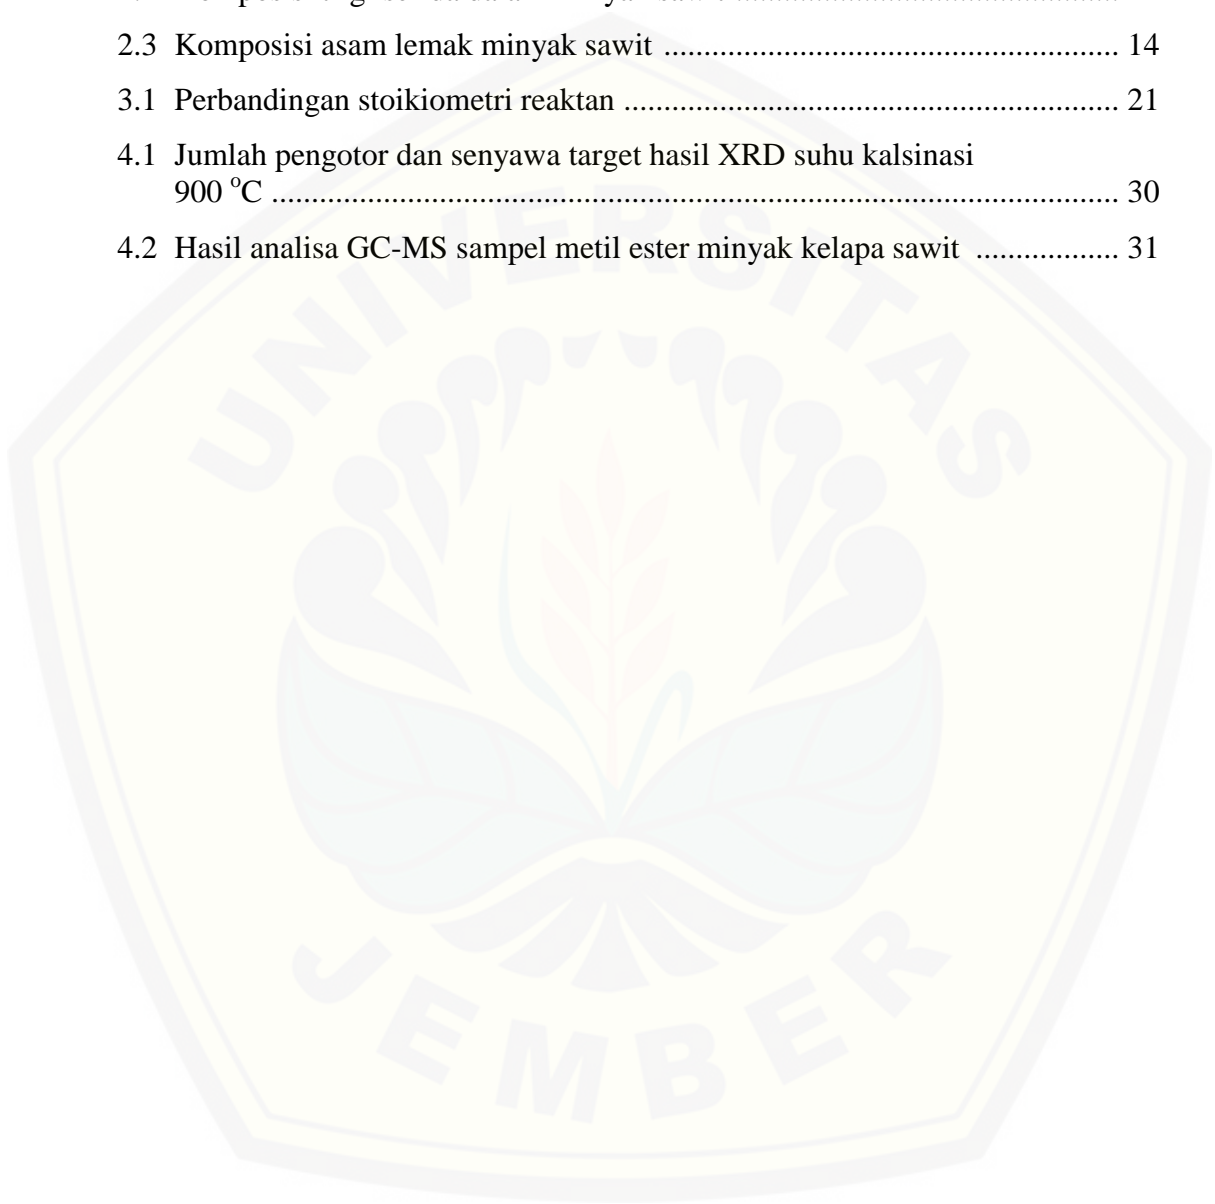 2.3 Komposisi asam lemak minyak sawit ........................................................ 14
3.1 Perbandingan stoikiometri reaktan ............................................................. 21
4.1 Jumlah pengotor dan senyawa target hasil XRD suhu kalsinasi
900 °C ......................................................................................................... 30
4.2 Hasil analisa GC-MS sampel metil ester minyak kelapa sawit .................. 31
UNIVERSITAS
JEMBER